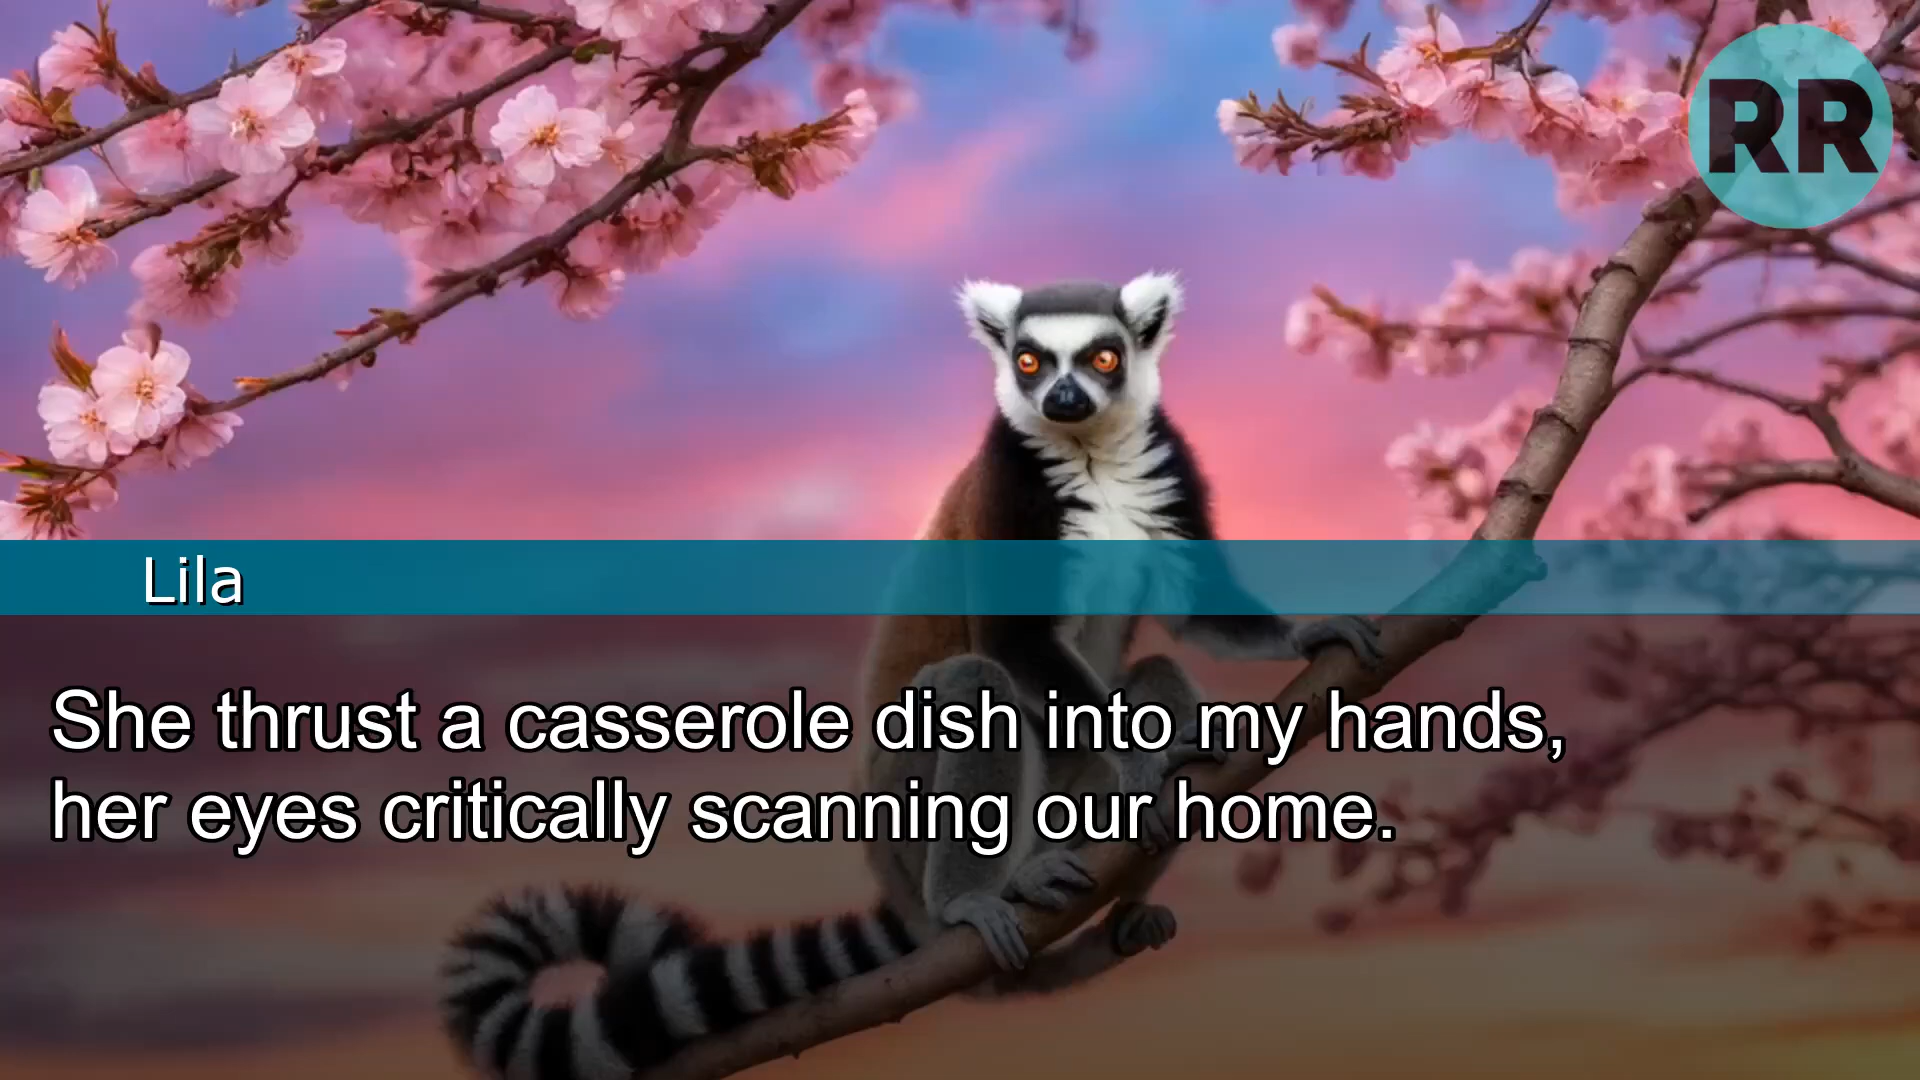 RR
Lila
She thrust a casserole dish into my hands,
her eyes critically scanning our home.